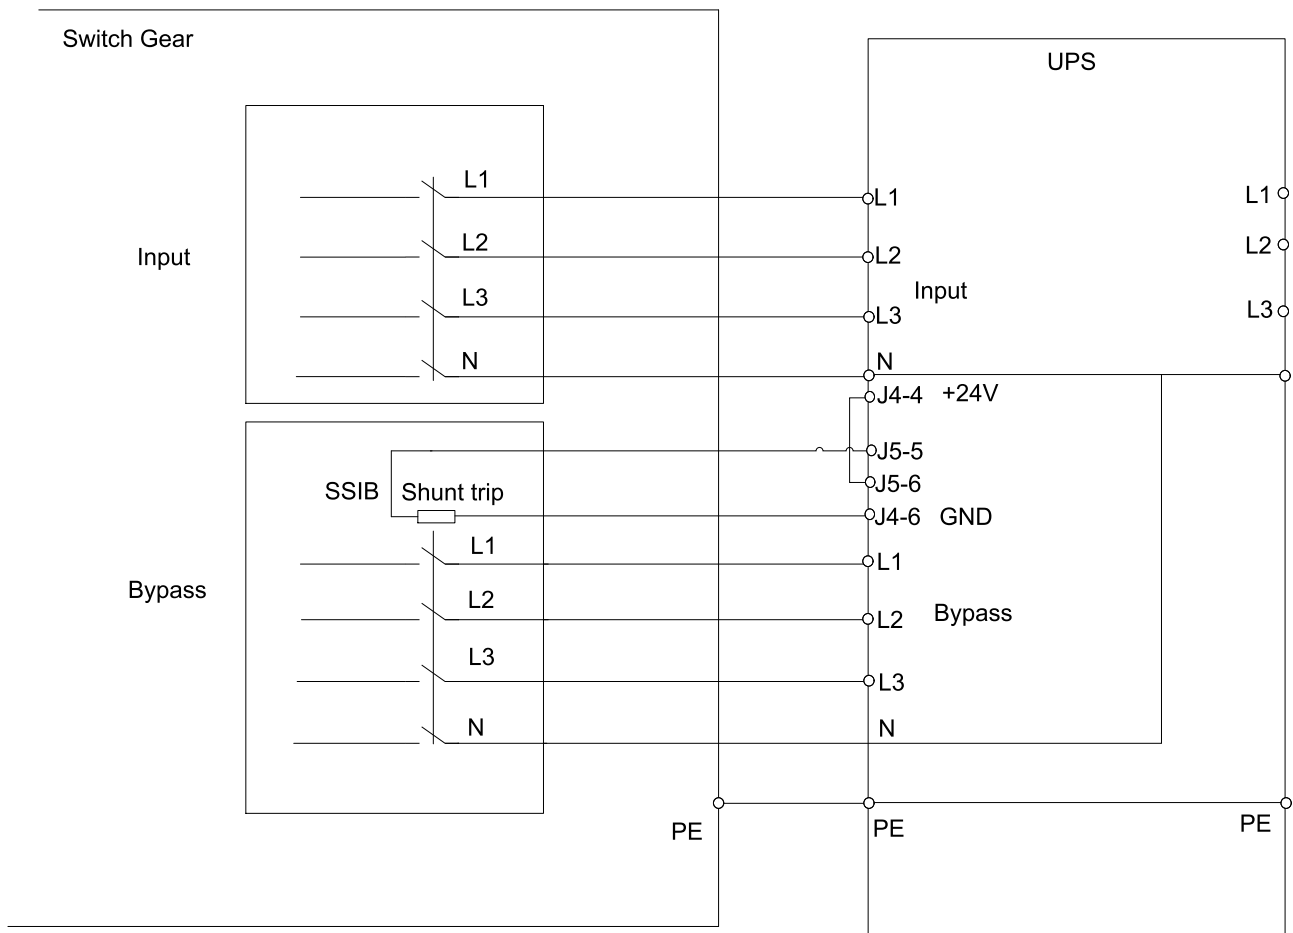 Switch Gear
UPS
L1
L1
L1
L2
L2
L2
Input
Input
L3
L3
L3
N
N
J4-4 +24V
J5-5
SSIB Shunt trip
J5-6
J4-6 GND
L1
L1
Bypass
L2
L2
Bypass
L3
L3
N
N
PE
PE
PE